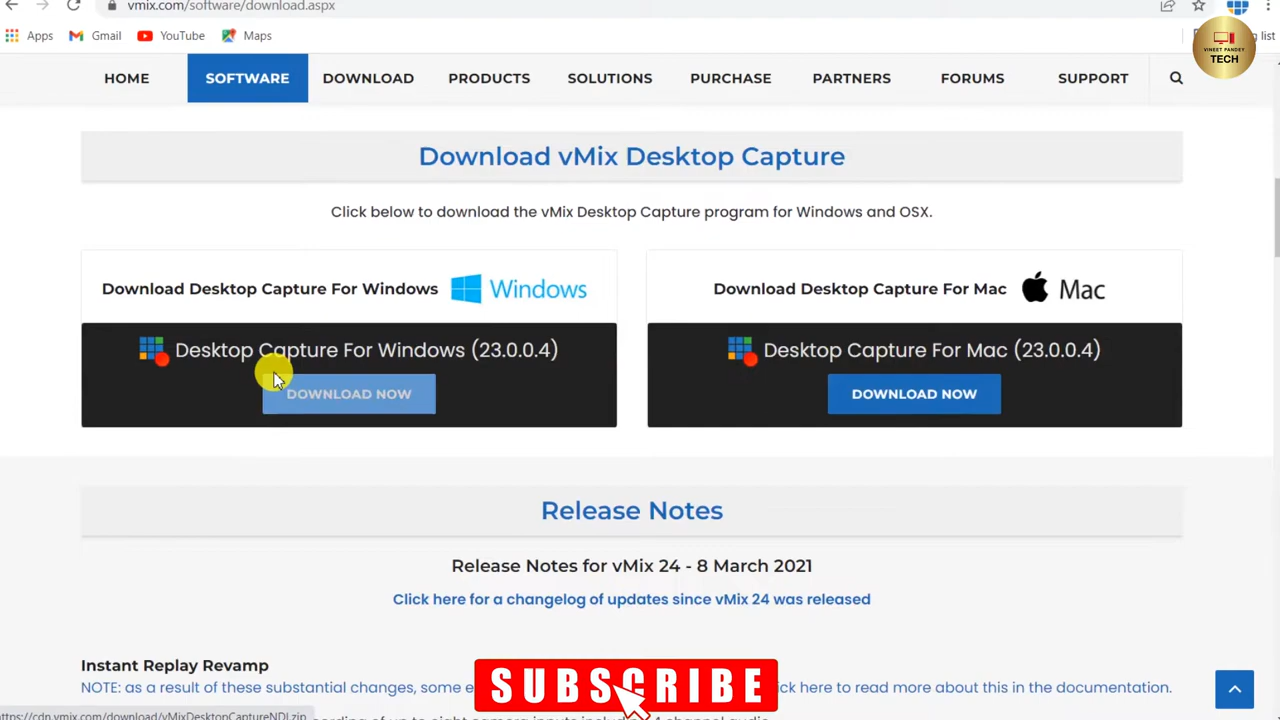 vmix.com/software/download.aspx
Apps Gmail YouTube Maps
list
VINEET PANDEY
TECH
HOME SOFTWARE DOWNLOAD PRODUCTS SOLUTIONS PURCHASE PARTNERS FORUMS SUPPORT
Download vMix Desktop Capture
Click below to download the vMix Desktop Capture program for Windows and OSX.
Download Desktop Capture For Windows Windows
Desktop Capture For Windows (23.0.0.4)
DOWNLOAD NOW
Download Desktop Capture For Mac Mac
Desktop Capture For Mac (23.0.0.4)
DOWNLOAD NOW
Release Notes
Release Notes for vMix 24 - 8 March 2021
Click here for a changelog of updates since vMix 24 was released
Instant Replay Revamp
NOTE: as a result of these substantial changes, some e ick here to read more about this in the documentation.
SUBSCRIBE
https://cdn.vmix.com/download/vMixDesktopCaptureNDI.zip